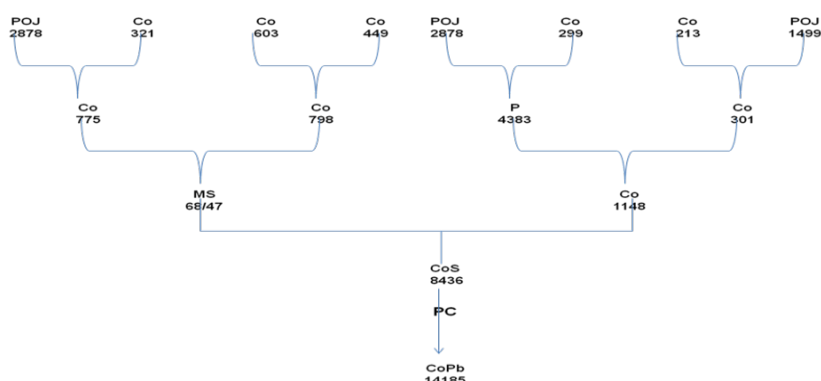 POJ Co Co Co POJ Co Co POJ
2878 321 603 449 2878 299 213 1499
Co Co P Co
775 798 4383 301
MS Co
68/47 1148
CoS
8436
PC
CoPb
14185